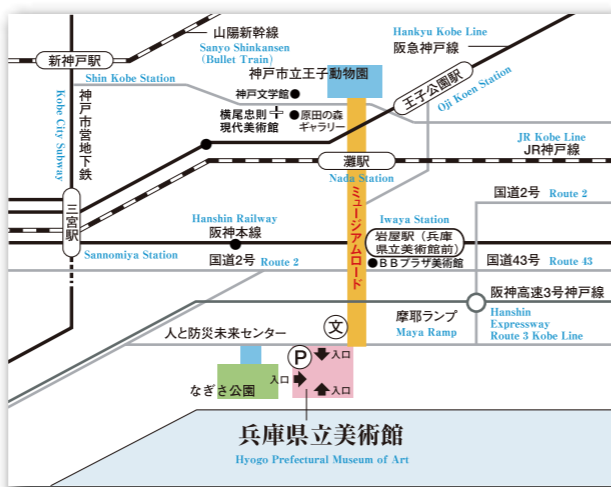 山陽新幹線
Sanyo Shinkansen
(Bullet Train)
Hankyu Kobe Line
阪急神戸線
新神戸駅
Shin Kobe Station
神戸市立王子動物園
神戸文学館
王子公園駅
Oji Koen Station
横尾忠則
現代美術館
原田の森
ギャラリー
神戸市営地下鉄
Kobe City Subway
JR Kobe Line
JR神戸線
灘駅
Nada Station
ミュージアムロード
三宮駅
Sannomiya Station
国道2号 Route 2
Hanshin Railway
阪神本線
Iwaya Station
岩屋駅(兵庫
県立美術館前)
BBプラザ美術館
国道2号 Route 2
国道43号 Route 43
阪神高速3号神戸線
Hanshin
Expressway
Route 3 Kobe Line
摩耶ランプ
Maya Ramp
文
人と防災未来センター
P
入口
入口
入口
なぎさ公園
兵庫県立美術館
Hyogo Prefectural Museum of Art